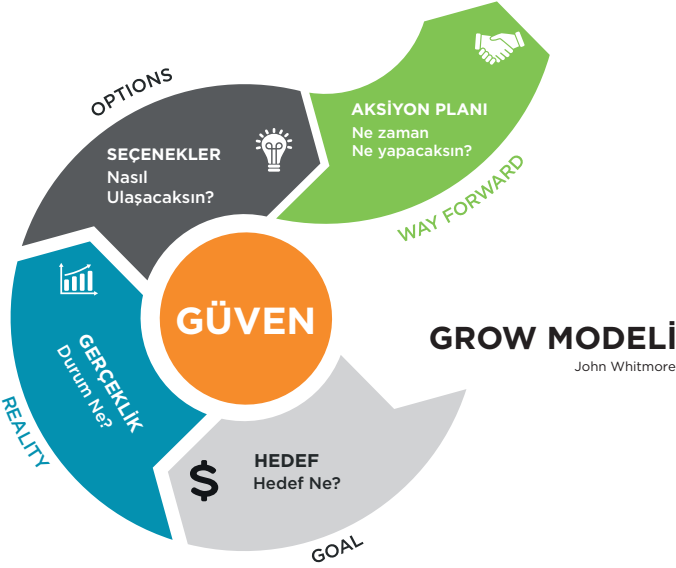 OPTIONS
AKSİYON PLANI
Ne zaman
Ne yapacaksın?
WAY FORWARD
SEÇENEKLER
Nasıl
Ulaşacaksın?
GÜVEN
GROW MODELİ
John Whitmore
GERÇEKLİK
Durum Ne?
REALITY
$
HEDEF
Hedef Ne?
GOAL